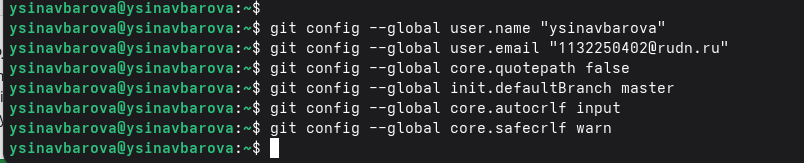 ysinavbarova@ysinavbarova:~$
ysinavbarova@ysinavbarova:~$ git config --global user.name "ysinavbarova"
ysinavbarova@ysinavbarova:~$ git config --global user.email "1132250402@rudn.ru"
ysinavbarova@ysinavbarova:~$ git config --global core.quotepath false
ysinavbarova@ysinavbarova:~$ git config --global init.defaultBranch master
ysinavbarova@ysinavbarova:~$ git config --global core.autocrlf input
ysinavbarova@ysinavbarova:~$ git config --global core.safecrlf warn
ysinavbarova@ysinavbarova:~$